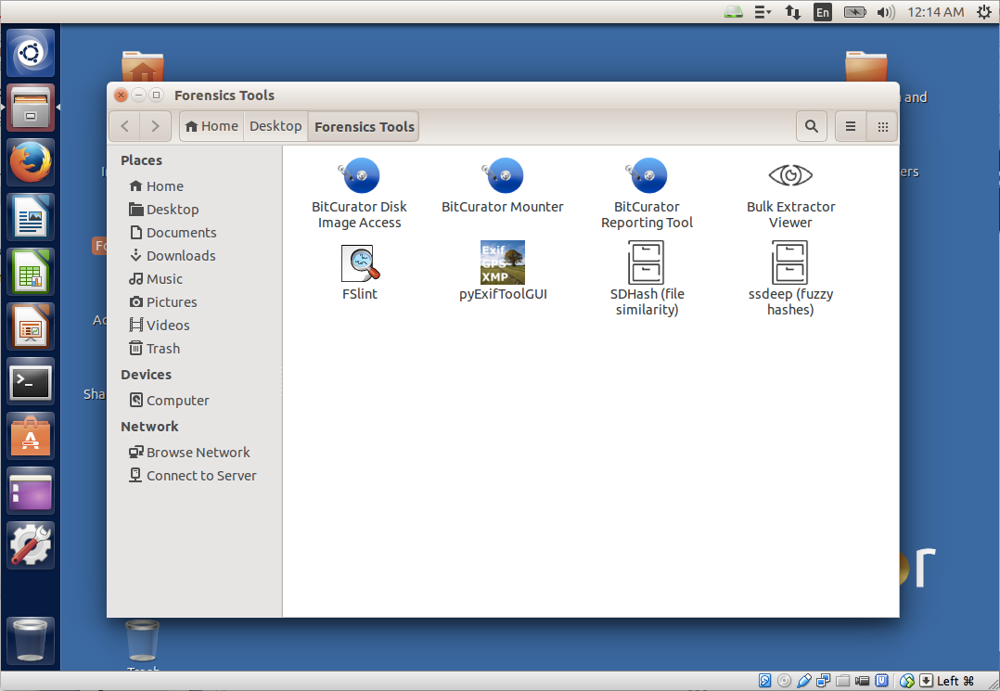 En
12:14 AM
and
ers
Forensics Tools
Home
Desktop
Forensics Tools
Places
Home
Desktop
Documents
Downloads
Music
Pictures
Videos
Trash
Devices
Computer
Network
Browse Network
Connect to Server
BitCurator Disk
Image Access
BitCurator Mounter
BitCurator
Reporting Tool
Bulk Extractor
Viewer
FSlint
Exif
GPS
XMP
pyExifToolGUI
SDHash (file
similarity)
ssdeep (fuzzy
hashes)
Fo
Ad
Sha
or
Trash
Left ⌘